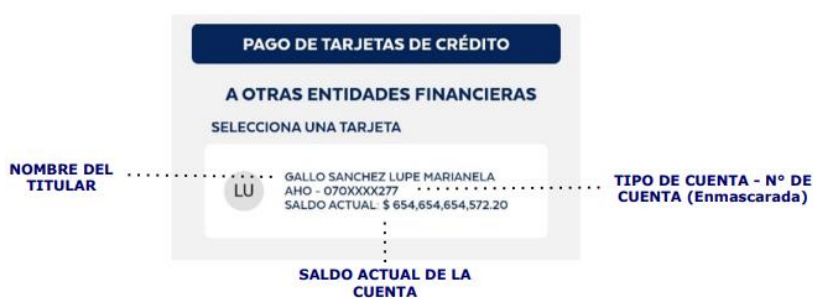 PAGO DE TARJETAS DE CRÉDITO
A OTRAS ENTIDADES FINANCIERAS
SELECCIONA UNA TARJETA
NOMBRE DEL
TITULAR
LU
GALLO SANCHEZ LUPE MARIANELA
AHO - 070XXXX277
SALDO ACTUAL: $ 654,654,654,572.20
TIPO DE CUENTA - Nº DE
CUENTA (Enmascarada)
SALDO ACTUAL DE LA
CUENTA